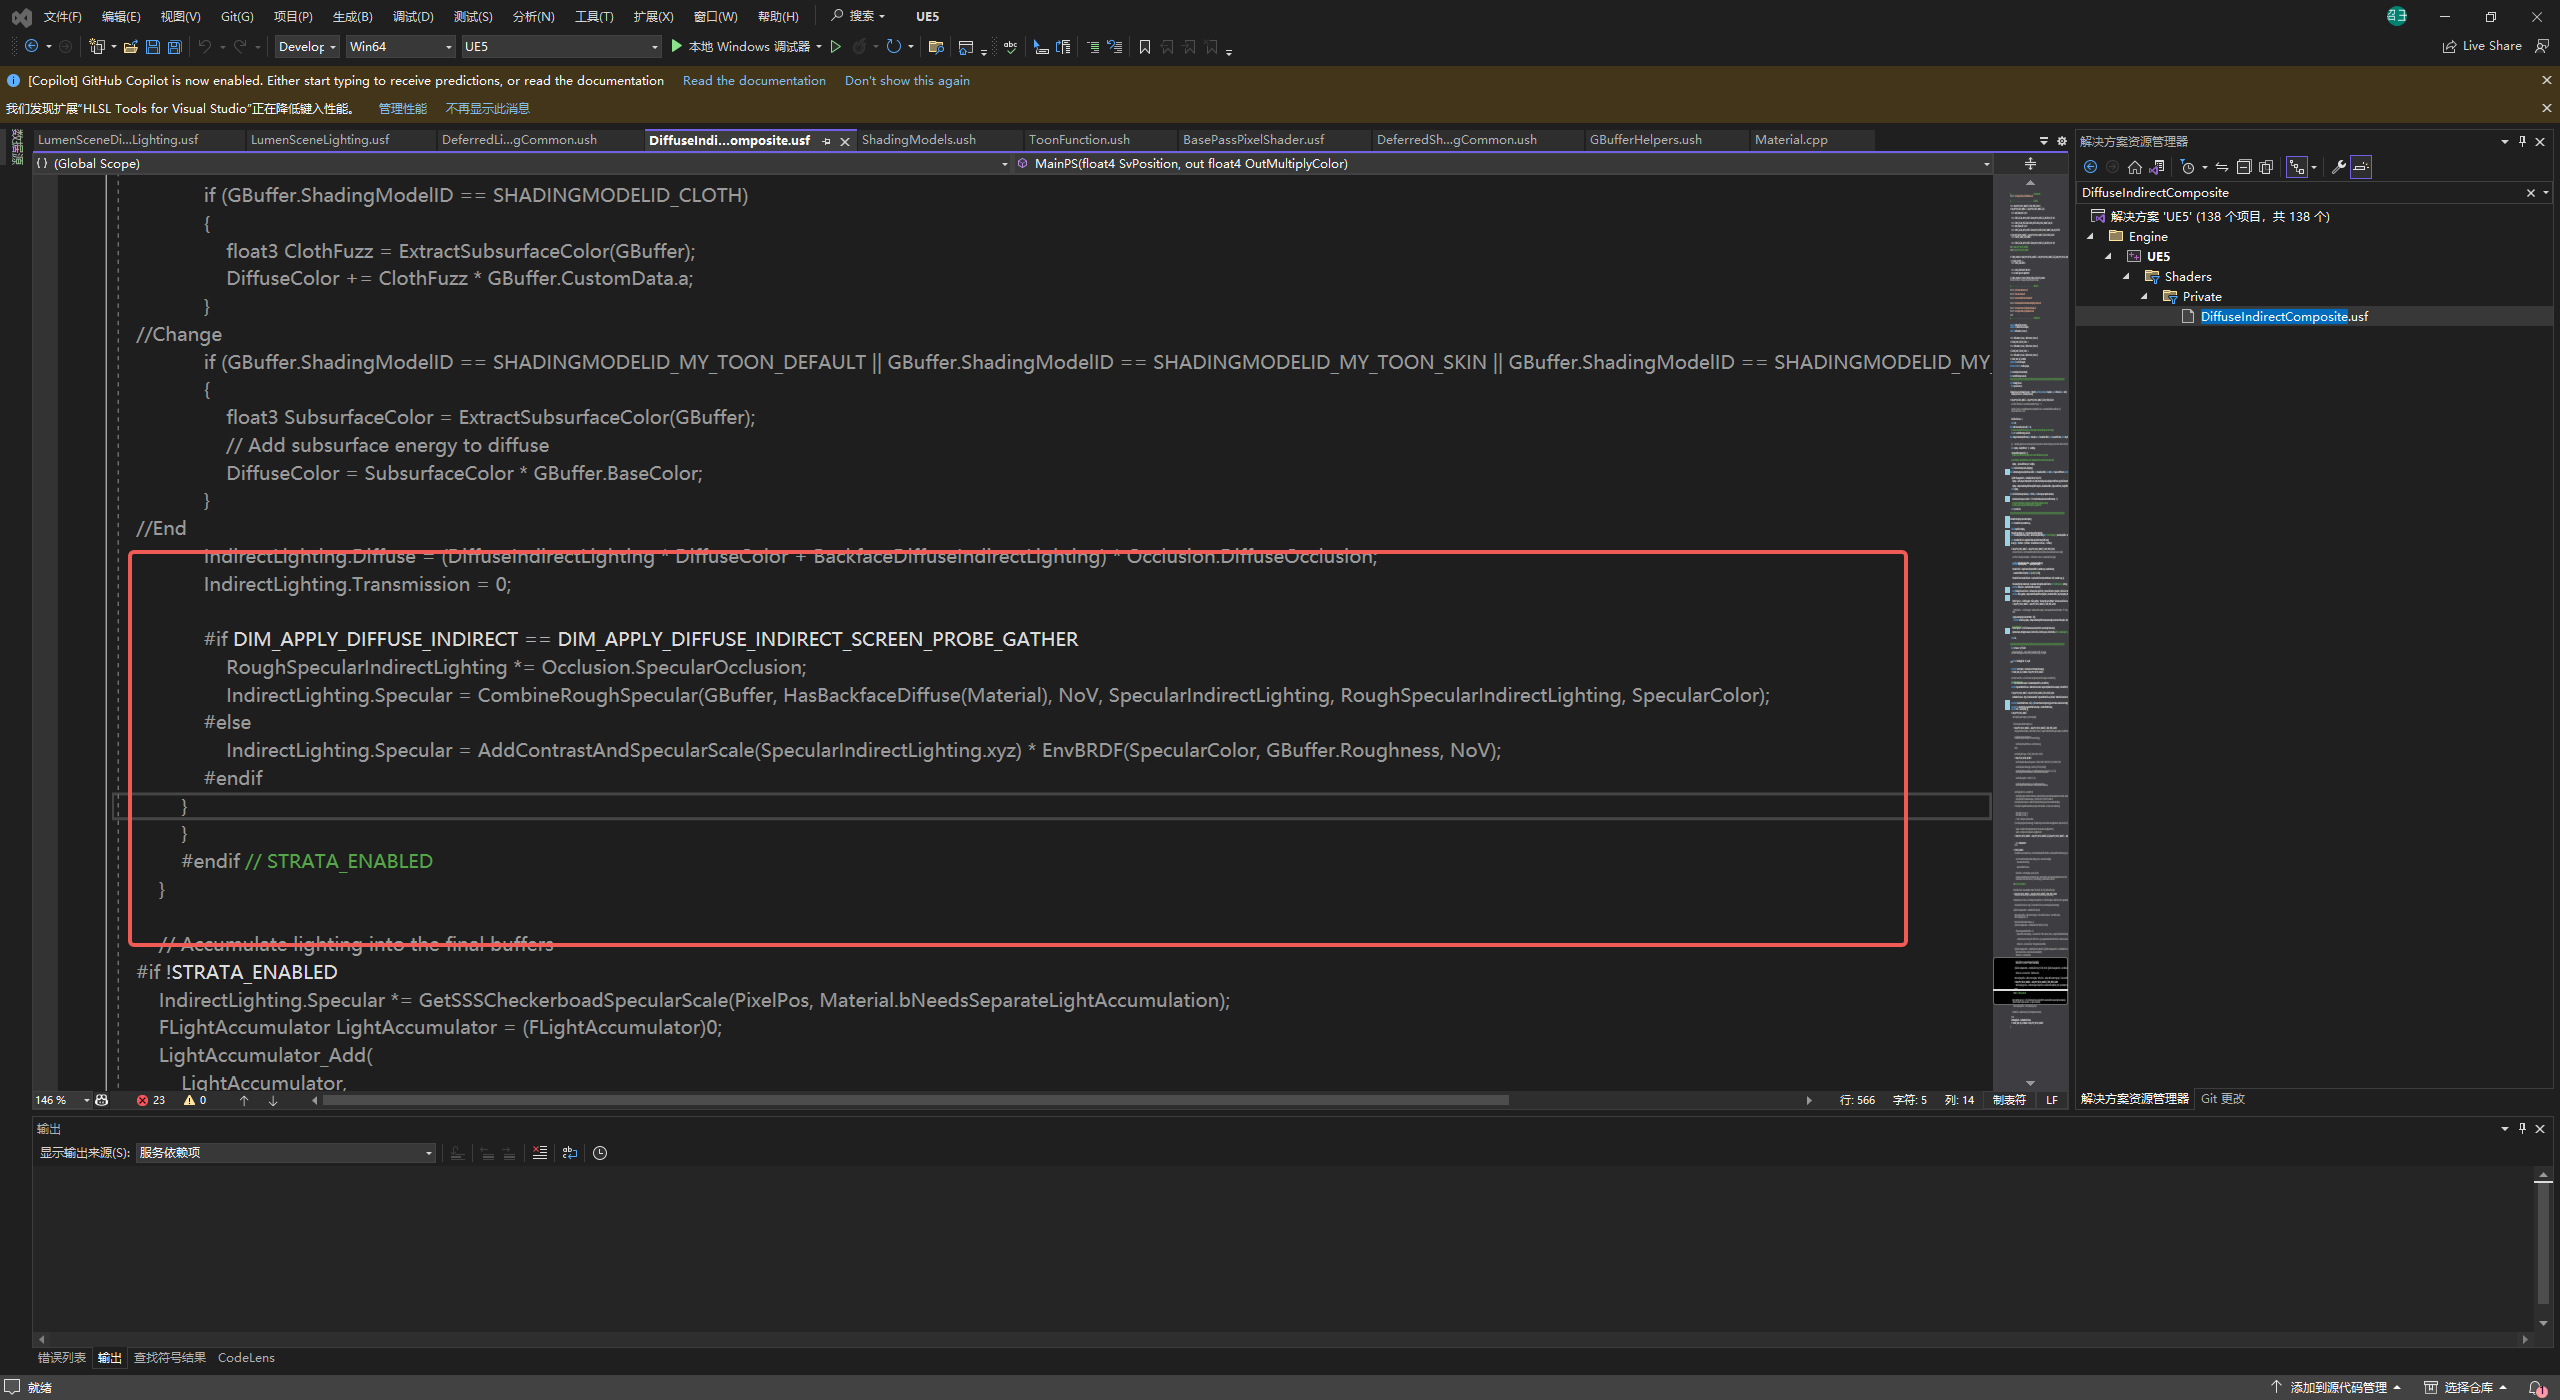 文件(F) 编辑(E) 视图(V) Git(G) 项目(P) 生成(B) 调试(D) 测试(S) 分析(N) 工具(T) 扩展(X) 窗口(W) 帮助(H) 搜索 UE5
Develop Win64 UE5 本地 Windows 调试器 Live Share
[Copilot] GitHub Copilot is now enabled. Either start typing to receive predictions, or read the documentation Read the documentation Don't show this again
我们发现扩展"HLSL Tools for Visual Studio"正在降低键入性能。 管理性能 不再显示此消息
数据源
LumenSceneDi...Lighting.usf LumenSceneLighting.usf DeferredLi...gCommon.ush DiffuseIndi...omposite.usf ShadingModels.ush ToonFunction.ush BasePassPixelShader.usf DeferredSh...gCommon.ush GBufferHelpers.ush Material.cpp
(Global Scope) MainPS(float4 SvPosition, out float4 OutMultiplyColor)
if (GBuffer.ShadingModelID == SHADINGMODELID_CLOTH)
{
float3 ClothFuzz = ExtractSubsurfaceColor(GBuffer);
DiffuseColor += ClothFuzz * GBuffer.CustomData.a;
}
//Change
if (GBuffer.ShadingModelID == SHADINGMODELID_MY_TOON_DEFAULT || GBuffer.ShadingModelID == SHADINGMODELID_MY_TOON_SKIN || GBuffer.ShadingModelID == SHADINGMODELID_MY_
{
float3 SubsurfaceColor = ExtractSubsurfaceColor(GBuffer);
// Add subsurface energy to diffuse
DiffuseColor = SubsurfaceColor * GBuffer.BaseColor;
}
//End
IndirectLighting.Diffuse = (DiffuseIndirectLighting * DiffuseColor + BackfaceDiffuseIndirectLighting) * Occlusion.DiffuseOcclusion;
IndirectLighting.Transmission = 0;
#if DIM_APPLY_DIFFUSE_INDIRECT == DIM_APPLY_DIFFUSE_INDIRECT_SCREEN_PROBE_GATHER
RoughSpecularIndirectLighting *= Occlusion.SpecularOcclusion;
IndirectLighting.Specular = CombineRoughSpecular(GBuffer, HasBackfaceDiffuse(Material), NoV, SpecularIndirectLighting, RoughSpecularIndirectLighting, SpecularColor);
#else
IndirectLighting.Specular = AddContrastAndSpecularScale(SpecularIndirectLighting.xyz) * EnvBRDF(SpecularColor, GBuffer.Roughness, NoV);
#endif
}
}
#endif // STRATA_ENABLED
}
// Accumulate lighting into the final buffers
#if !STRATA_ENABLED
IndirectLighting.Specular *= GetSSSCheckerboadSpecularScale(PixelPos, Material.bNeedsSeparateLightAccumulation);
FLightAccumulator LightAccumulator = (FLightAccumulator)0;
LightAccumulator_Add(
LightAccumulator,
146 % 23 0 行: 566 字符: 5 列: 14 制表符 LF
解决方案资源管理器
DiffuseIndirectComposite
解决方案 'UE5' (138 个项目，共 138 个)
Engine
UE5
Shaders
Private
DiffuseIndirectComposite.usf
解决方案资源管理器 Git 更改
输出
显示输出来源(S): 服务依赖项
错误列表 输出 查找符号结果 CodeLens
就绪 添加到源代码管理 选择仓库 1